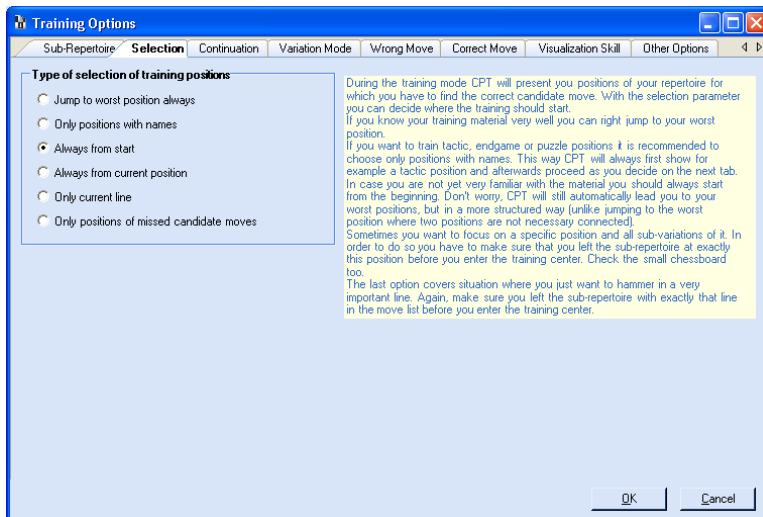 Training Options
Sub-Repertoire Selection Continuation Variation Mode Wrong Move Correct Move Visualization Skill Other Options
Type of selection of training positions
Jump to worst position always
Only positions with names
Always from start
Always from current position
Only current line
Only positions of missed candidate moves
During the training mode CPT will present you positions of your repertoire for
which you have to find the correct candidate move. With the selection parameter
you can decide where the training should start.
If you know your training material very well you can right jump to your worst
position.
If you want to train tactic, endgame or puzzle positions it is recommended to
choose only positions with names. This way CPT will always first show for
example a tactic position and afterwards proceed as you decide on the next tab.
In case you are not yet very familiar with the material you should always start
from the beginning. Don't worry, CPT will still automatically lead you to your
worst positions, but in a more structured way (unlike jumping to the worst
position where two positions are not necessary connected).
Sometimes you want to focus on a specific position and all sub-variations of it. In
order to do so you have to make sure that you left the sub-repertoire at exactly
this position before you enter the training center. Check the small chessboard
too.
The last option covers situation where you just want to hammer in a very
important line. Again, make sure you left the sub-repertoire with exactly that line
in the move list before you enter the training center.
OK Cancel